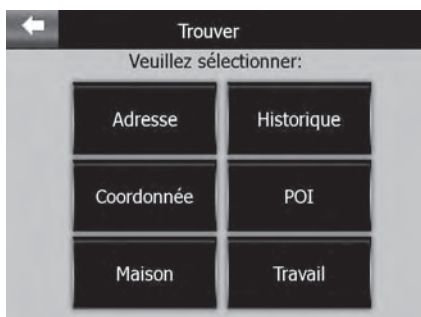 Trouver
Veuillez sélectionner:
Adresse
Historique
Coordonnée
POI
Maison
Travail